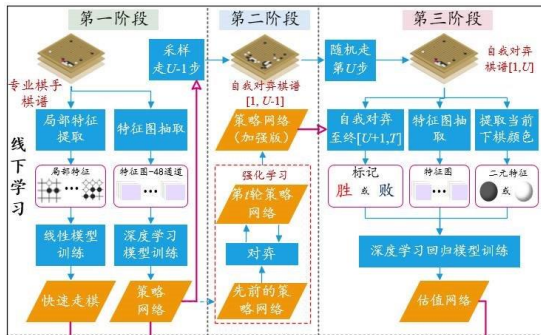 第一阶段
第二阶段
第三阶段
专业棋手
棋谱
采样
走U-1步
自我对弈棋谱
[1, U-1]
随机走
第U步
自我对弈
棋谱[1,U]
线下学习
局部特征
提取
特征图抽取
局部特征
特征图-48通道
线性模型
训练
深度学习
模型训练
快速走棋
策略
网络
策略网络
(加强版)
强化学习
第t轮策略
网络
对弈
先前的策
略网络
自我对弈
至终[U+1,T]
特征图抽
取
提取当前
下棋颜色
标记
胜 或 败
特征图
二元特征
或
深度学习回归模型训练
估值网络